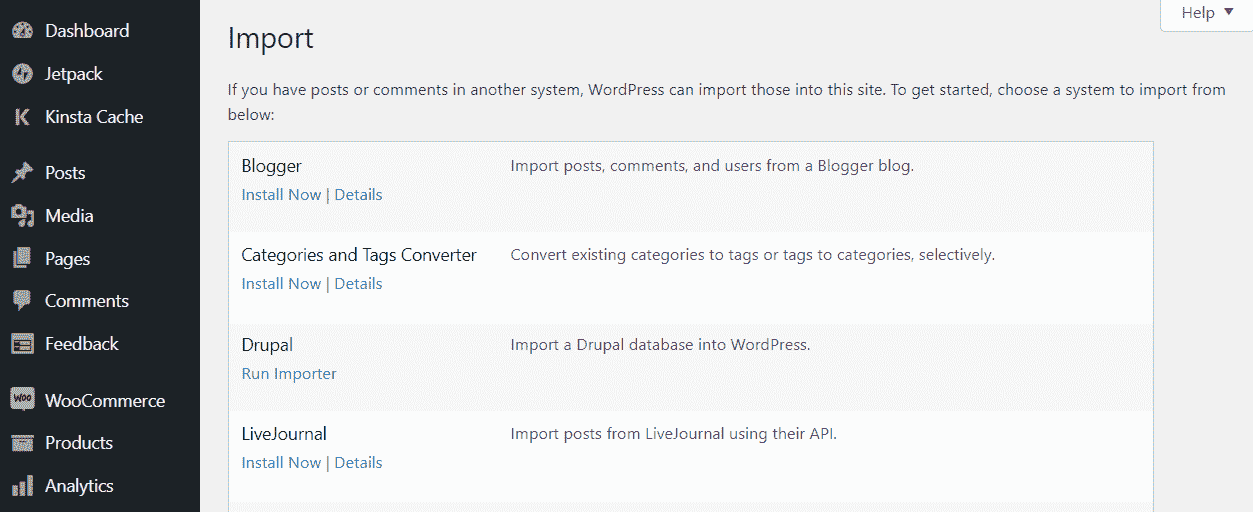 Dashboard
Jetpack
Kinsta Cache
Posts
Media
Pages
Comments
Feedback
WOO
WooCommerce
Products
Analytics
Help
Import
If you have posts or comments in another system, WordPress can import those into this site. To get started, choose a system to import from
below:
Blogger
Import posts, comments, and users from a Blogger blog.
Install Now | Details
Categories and Tags Converter
Convert existing categories to tags or tags to categories, selectively.
Install Now | Details
Drupal
Import a Drupal database into WordPress.
Run Importer
LiveJournal
Import posts from LiveJournal using their API.
Install Now | Details